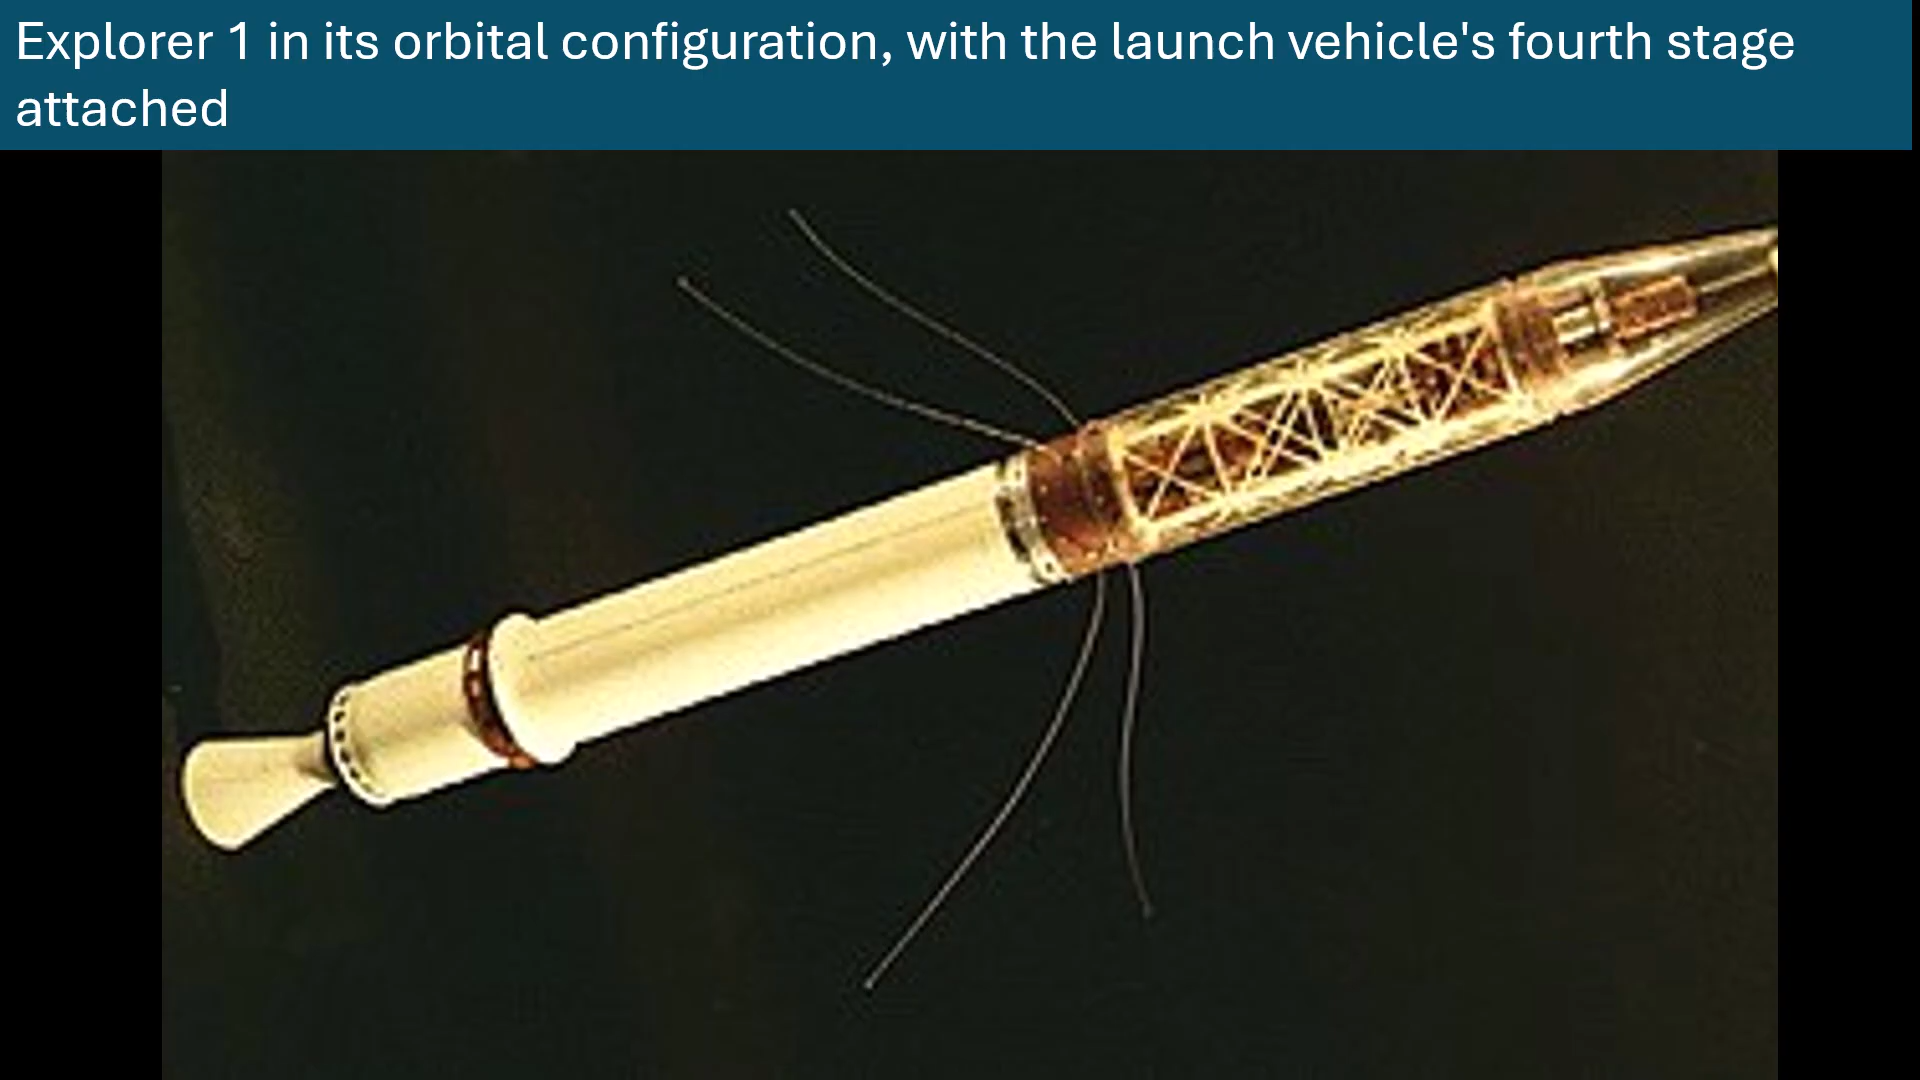 Explorer 1 in its orbital configuration, with the launch vehicle's fourth stage
attached